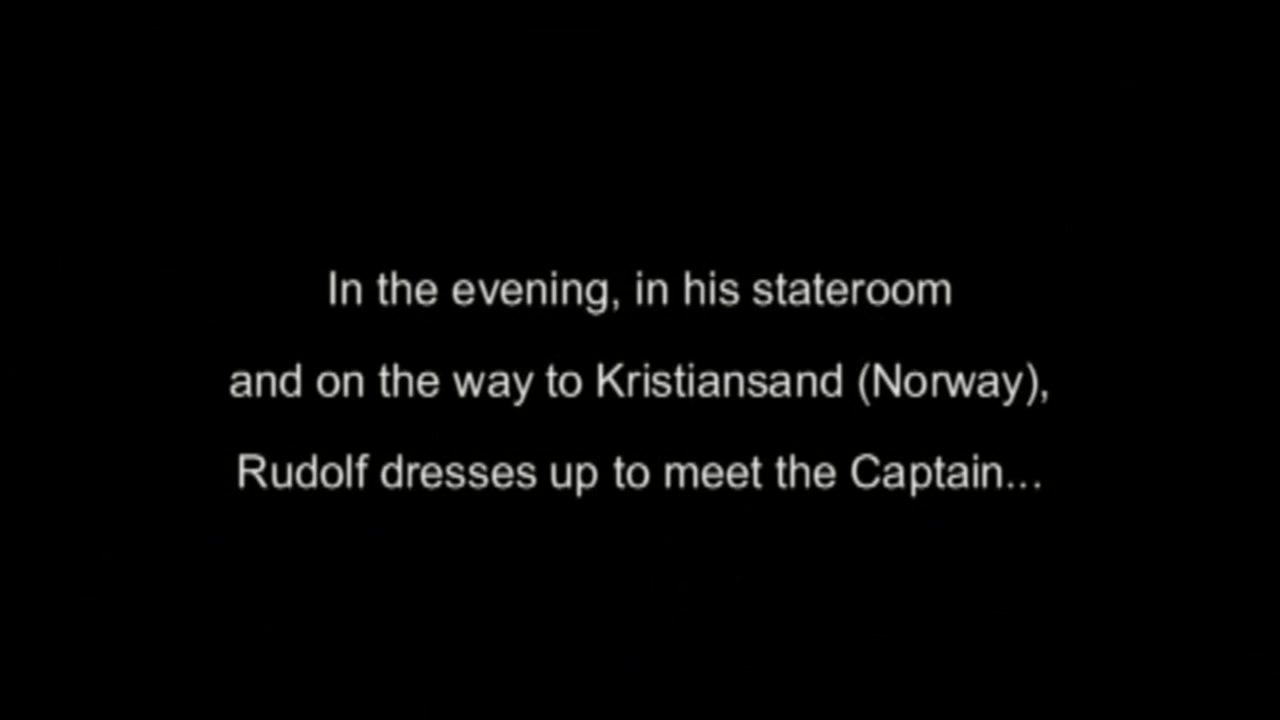 In the evening, in his stateroom
and on the way to Kristiansand (Norway),
Rudolf dresses up to meet the Captain...